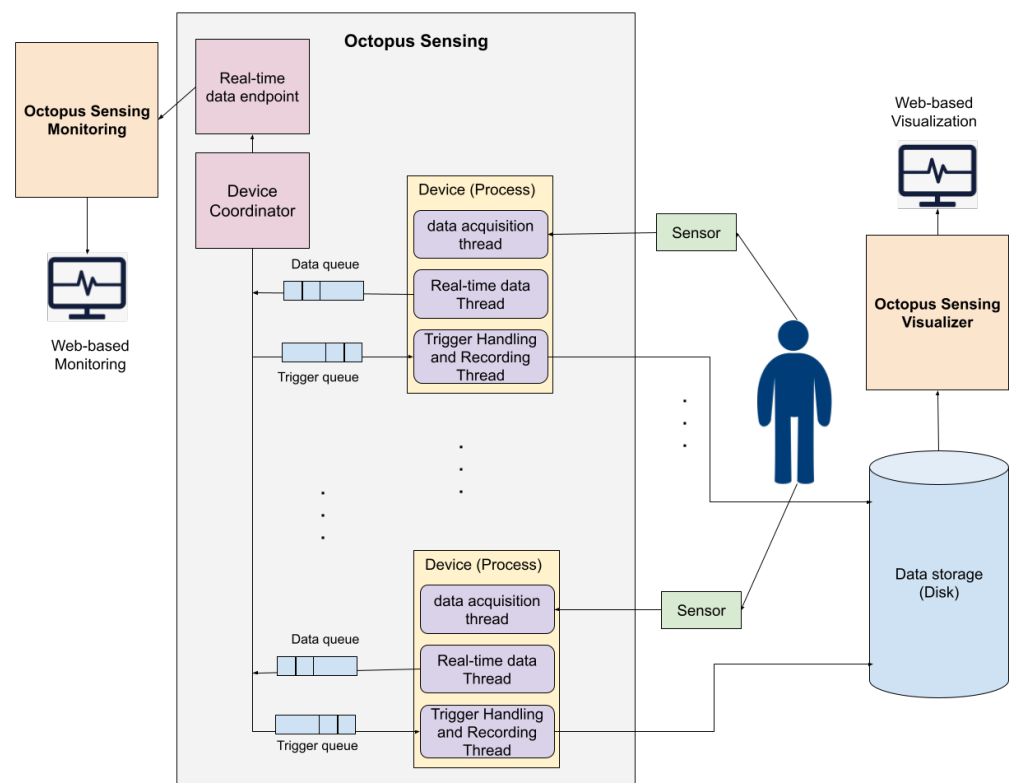 Octopus Sensing
Real-time
data endpoint
Octopus Sensing
Monitoring
Web-based
Visualization
Device
Coordinator
Device (Process)
data acquisition
thread
Sensor
Data queue
Real-time data
Thread
Octopus Sensing
Visualizer
Trigger Handling
and Recording
Thread
Web-based
Monitoring
Trigger queue
Device (Process)
Data storage
(Disk)
data acquisition
thread
Sensor
Data queue
Real-time data
Thread
Trigger Handling
and Recording
Thread
Trigger queue